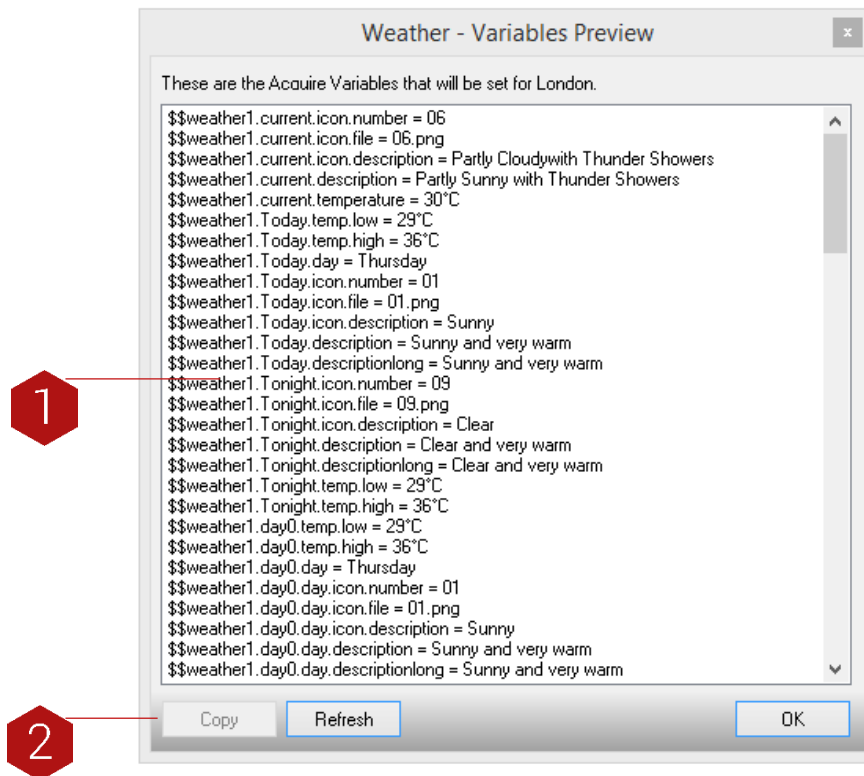 Weather - Variables Preview
x
These are the Acquire Variables that will be set for London.
$$weather1.current.icon.number = 06
$$weather1.current.icon.file = 06.png
$$weather1.current.icon.description = Partly Cloudywith Thunder Showers
$$weather1.current.description = Partly Sunny with Thunder Showers
$$weather1.current.temperature = 30°C
$$weather1.Today.temp.low = 29°C
$$weather1.Today.temp.high = 36°C
$$weather1.Today.day = Thursday
$$weather1.Today.icon.number = 01
$$weather1.Today.icon.file = 01.png
$$weather1.Today.icon.description = Sunny
$$weather1.Today.description = Sunny and very warm
$$weather1.Today.descriptionlong = Sunny and very warm
1
$$weather1.Tonight.icon.number = 09
$$weather1.Tonight.icon.file = 09.png
$$weather1.Tonight.icon.description = Clear
$$weather1.Tonight.description = Clear and very warm
$$weather1.Tonight.descriptionlong = Clear and very warm
$$weather1.Tonight.temp.low = 29°C
$$weather1.Tonight.temp.high = 36°C
$$weather1.day0.temp.low = 29°C
$$weather1.day0.temp.high = 36°C
$$weather1.day0.day = Thursday
$$weather1.day0.day.icon.number = 01
$$weather1.day0.day.icon.file = 01.png
$$weather1.day0.day.icon.description = Sunny
$$weather1.day0.day.description = Sunny and very warm
$$weather1.day0.day.descriptionlong = Sunny and very warm
2
Copy Refresh OK